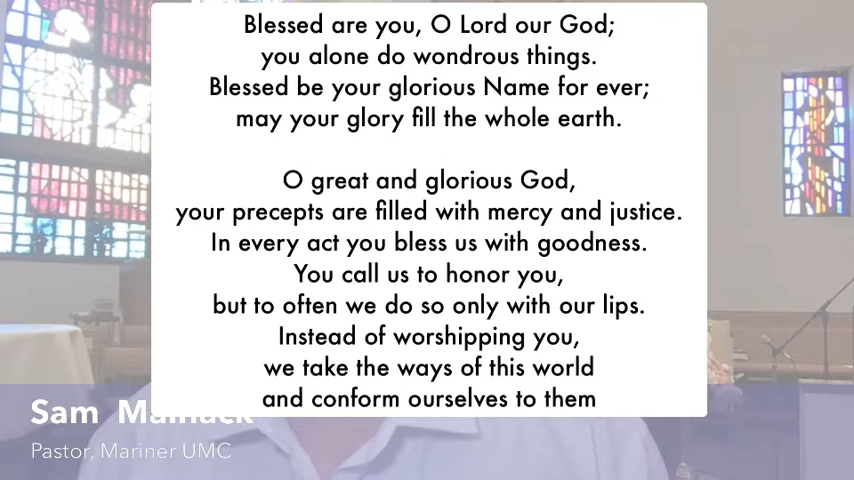 Blessed are you, O Lord our God;
you alone do wondrous things.
Blessed be your glorious Name for ever;
may your glory fill the whole earth.
O great and glorious God,
your precepts are filled with mercy and justice.
In every act you bless us with goodness.
You call us to honor you,
but to often we do so only with our lips.
Instead of worshipping you,
we take the ways of this world
and conform ourselves to them
Sam
Pastor, Mariner UMC